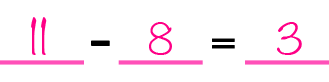 11 - 8 = 3